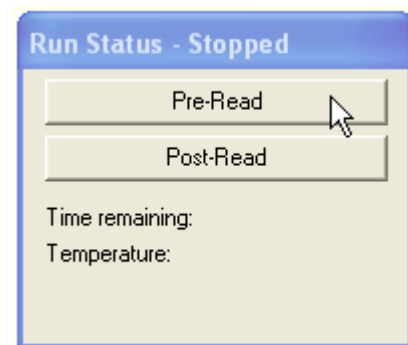 Run Status - Stopped
Pre-Read
Post-Read
Time remaining:
Temperature: